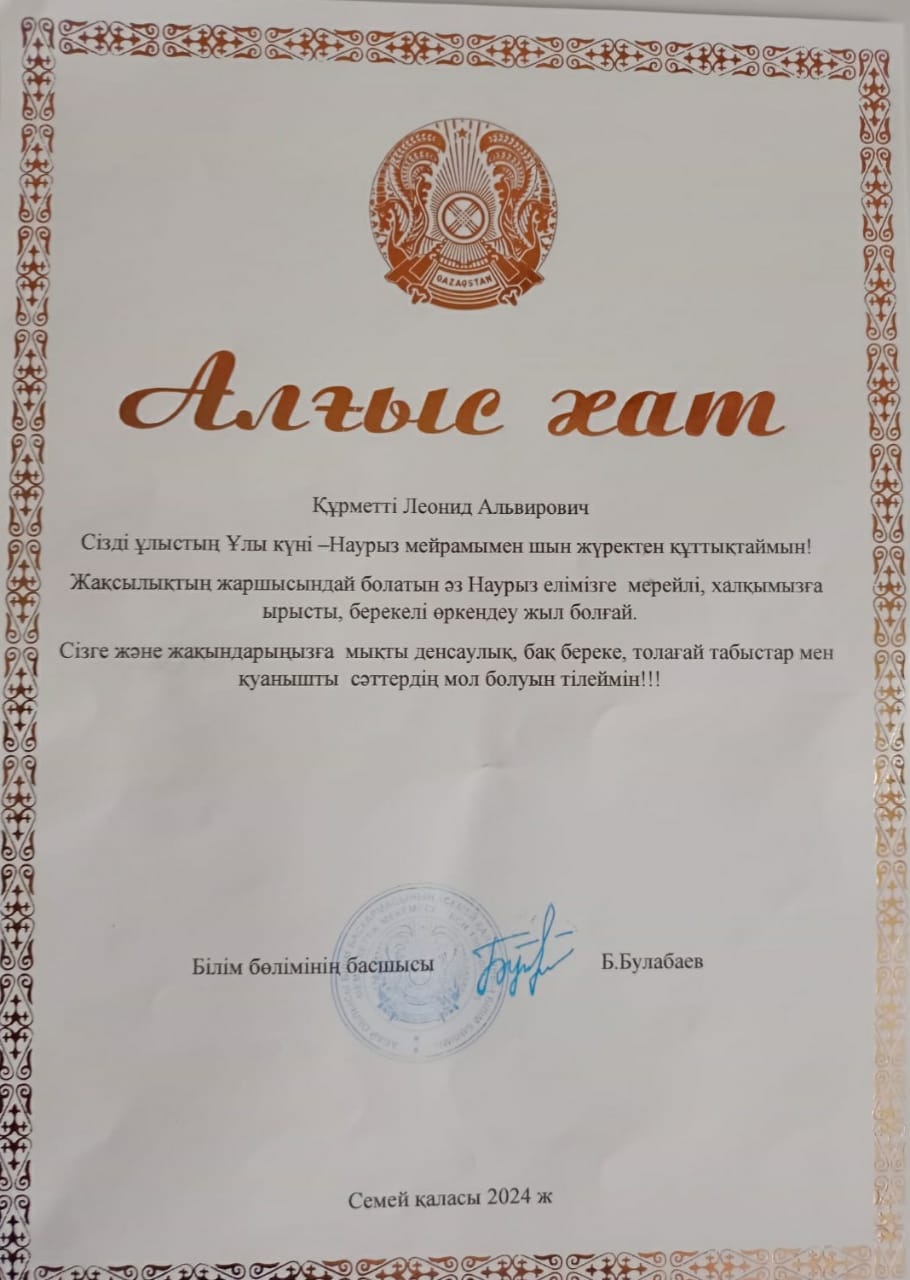 QAZAQSTAN
Алғыс хат
Құрметті Леонид Альвирович
Сізді ұлыстың Ұлы күні –Наурыз мейрамымен шын жүректен құттықтаймын!
Жақсылықтың жаршысындай болатын әз Наурыз елімізге мерейлі, халқымызға
ырысты, берекелі өркендеу жыл болғай.
Сізге және жақындарыңызға мықты денсаулық, бақ береке, толағай табыстар мен
қуанышты сәттердің мол болуын тілеймін!!!
Білім бөлімінің басшысы
Б.Булабаев
Семей қаласы 2024 ж